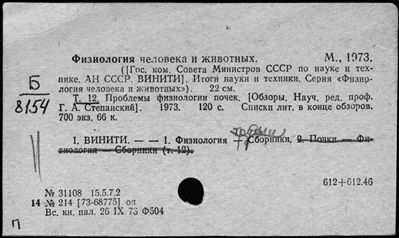 Физиология человека и животных. М., 1973.
([Гос. ком. Совета Министров СССР по науке и тех-
нике. АН СССР. ВИНИТИ]. Итоги науки и техники. Серия «Физио-
логия человека и животных»). 22 см.
Б
8154
Т. 12. Проблемы физиологии почек. [Обзоры. Науч. ред. проф.
Г. А. Степанский]. 1973. 120 с. Списки лит. в конце обзоров.
700 экз. 66 к.
I. ВИНИТИ. — — 1. Физиология — Сборники. 2. Почки — Фи-
зиология — Сборники (т. 12).
612+612.46
№ 31108 15.5.7.2
14 № 214 [73-68775] оп
Вс. кн. пал. 26 IX 73 Ф504
П